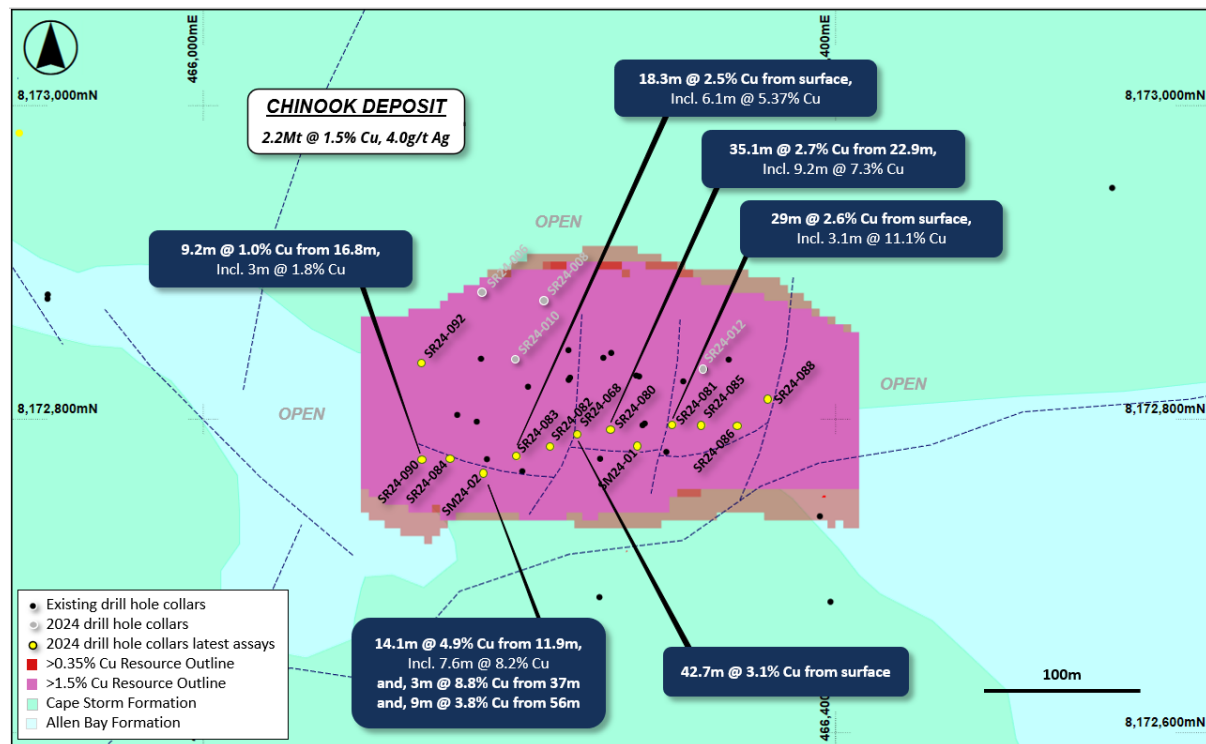 466,000mE
466,400mE
8,173,000mN
8,173,000mN
CHINOOK DEPOSIT
2.2Mt @ 1.5% Cu, 4.0g/t Ag
18.3m @ 2.5% Cu from surface,
Incl. 6.1m @ 5.37% Cu
35.1m @ 2.7% Cu from 22.9m,
Incl. 9.2m @ 7.3% Cu
29m @ 2.6% Cu from surface,
Incl. 3.1m @ 11.1% Cu
9.2m @ 1.0% Cu from 16.8m,
Incl. 3m @ 1.8% Cu
OPEN
SR24-006
SR24-008
SR24-010
SR24-012
SR24-092
OPEN
OPEN
8,172,800mN
8,172,800mN
SR24-090
SR24-084
SM24-02
SR24-083
SR24-082
SR24-068
SR24-080
SM24-01
SR24-081
SR24-085
SR24-086
SR24-088
Existing drill hole collars
2024 drill hole collars
2024 drill hole collars latest assays
>0.35% Cu Resource Outline
>1.5% Cu Resource Outline
Cape Storm Formation
Allen Bay Formation
14.1m @ 4.9% Cu from 11.9m,
Incl. 7.6m @ 8.2% Cu
and, 3m @ 8.8% Cu from 37m
and, 9m @ 3.8% Cu from 56m
42.7m @ 3.1% Cu from surface
100m
466,400
8,172,600mN